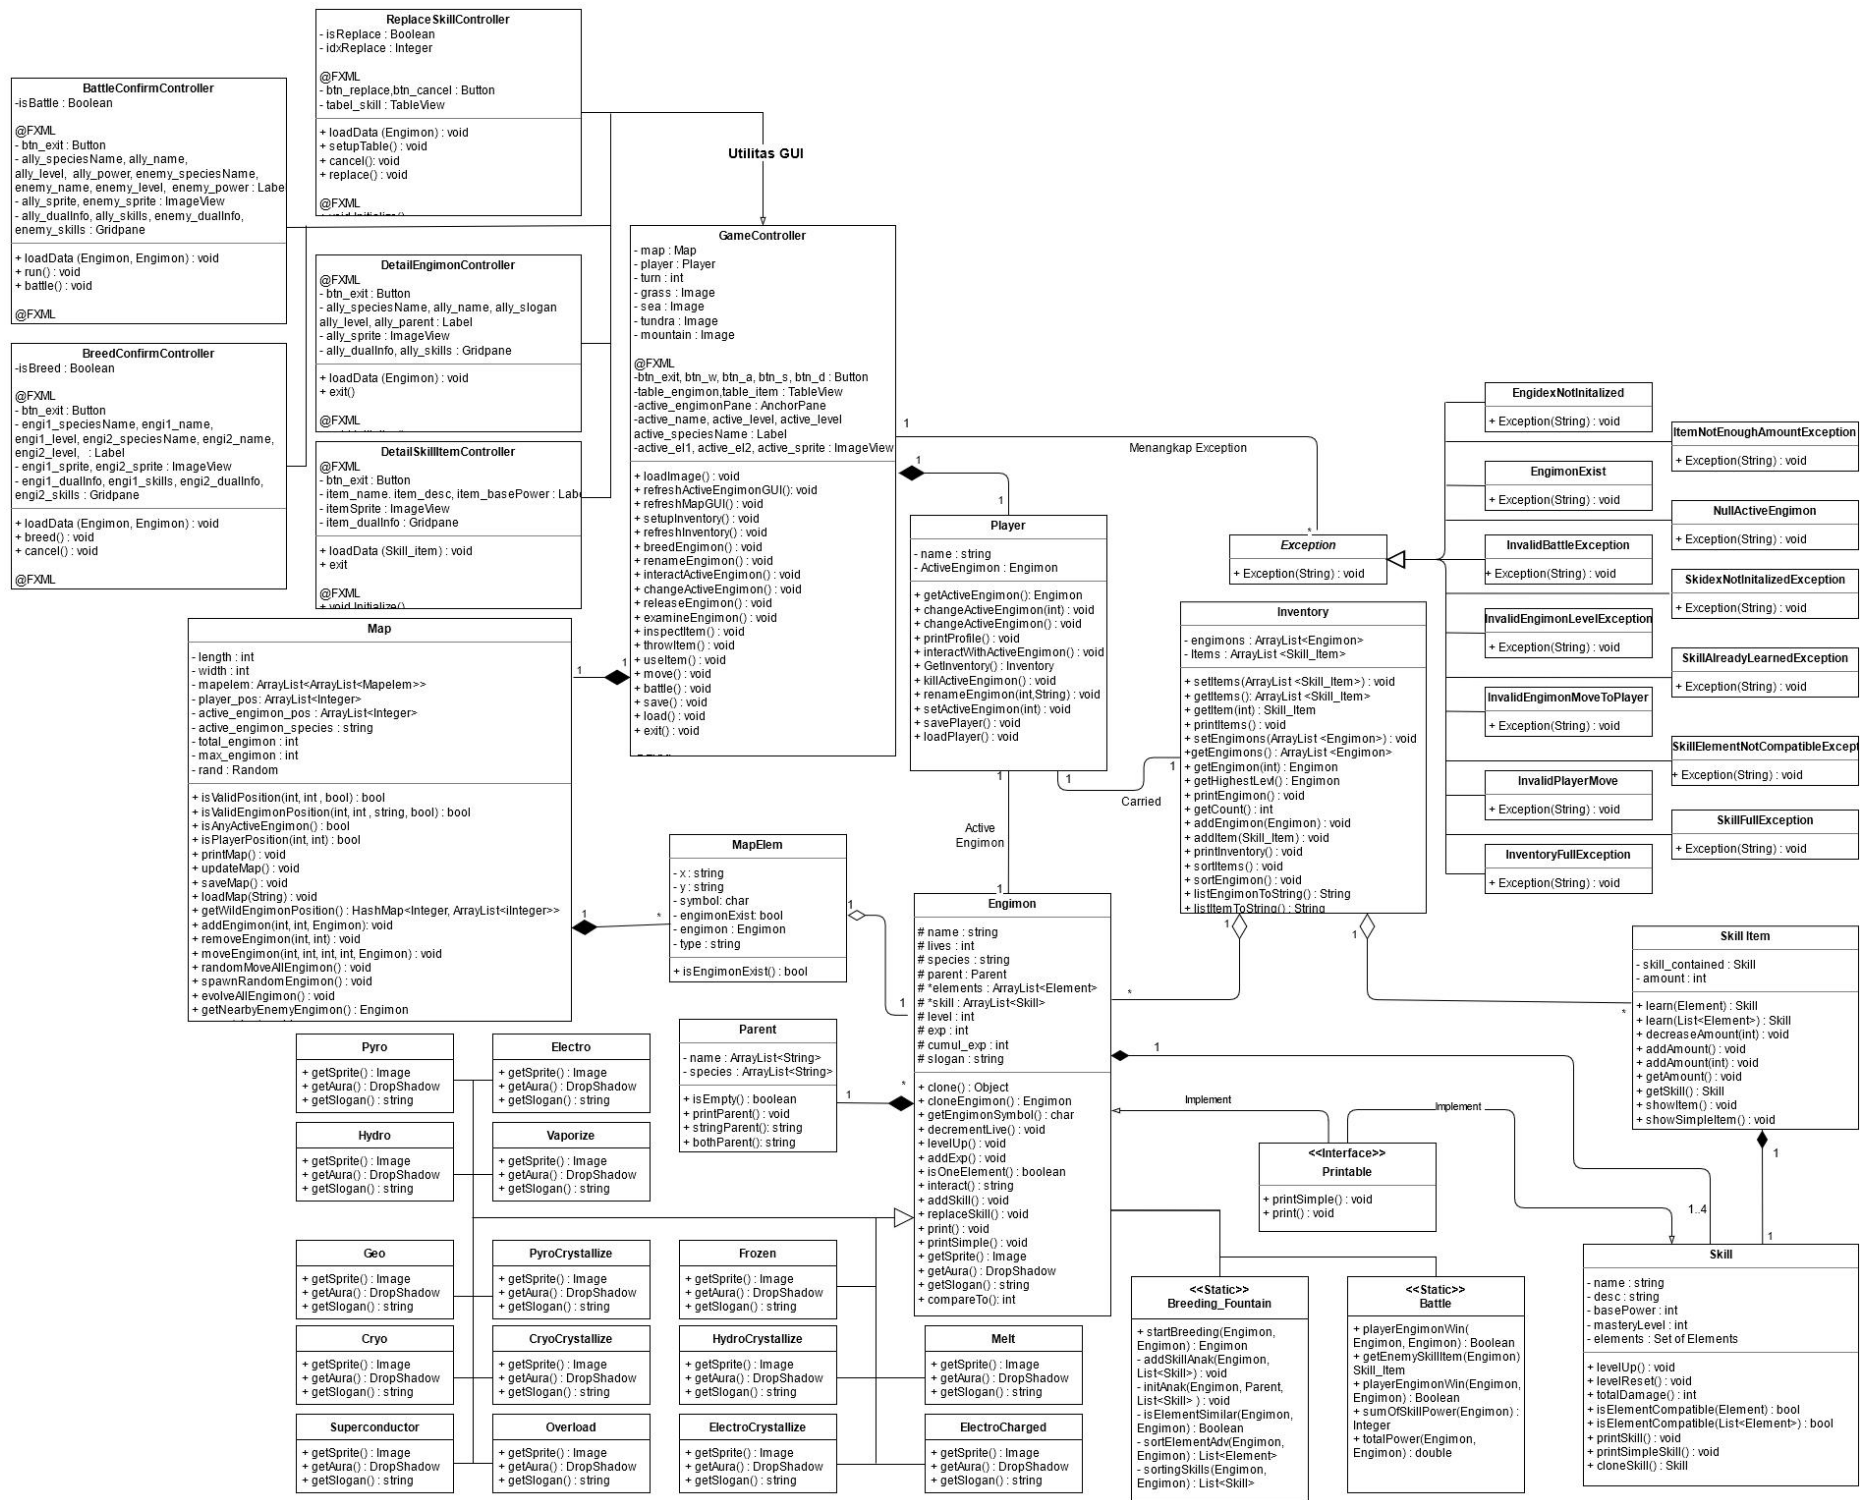 ReplaceSkillController
- isReplace : Boolean
- idxReplace : Integer
@FXML
- btn_replace,btn_cancel : Button
- tabel_skill : TableView
+ loadData (Engimon) : void
+ setupTable() : void
+ cancel(): void
+ replace() : void
@FXML
BattleConfirmController
-isBattle : Boolean
@FXML
- btn_exit : Button
- ally_speciesName, ally_name,
ally_level, ally_power, enemy_speciesName,
enemy_name, enemy_level, enemy_power : Label
- ally_sprite, enemy_sprite : ImageView
- ally_dualInfo, ally_skills, enemy_dualInfo,
enemy_skills : Gridpane
+ loadData (Engimon, Engimon) : void
+ run() : void
+ battle() : void
@FXML
BreedConfirmController
-isBreed : Boolean
@FXML
- btn_exit : Button
- engi1_speciesName, engi1_name,
engi1_level, engi2_speciesName, engi2_name,
engi2_level, : Label
- engi1_sprite, engi2_sprite : ImageView
- engi1_dualInfo, engi1_skills, engi2_dualInfo,
engi2_skills : Gridpane
+ loadData (Engimon, Engimon) : void
+ breed() : void
+ cancel() : void
@FXML
DetailEngimonController
@FXML
- btn_exit : Button
- ally_speciesName, ally_name, ally_slogan
ally_level, ally_parent : Label
- ally_sprite : ImageView
- ally_dualInfo, ally_skills : Gridpane
+ loadData (Engimon) : void
+ exit()
@FXML
DetailSkillItemController
@FXML
- btn_exit : Button
- item_name. item_desc, item_basePower : Labe
- itemSprite : ImageView
- item_dualInfo : Gridpane
+ loadData (Skill_item) : void
+ exit
@FXML
+ void Initialize()
Utilitas GUI
GameController
- map : Map
- player : Player
- turn : int
- grass : Image
- sea : Image
- tundra : Image
- mountain : Image
@FXML
-btn_exit, btn_w, btn_a, btn_s, btn_d : Button
-table_engimon,table_item : TableView
-active_engimonPane : AnchorPane
-active_name, active_level, active_level
active_speciesName : Label
-active_el1, active_el2, active_sprite : ImageView
+ loadImage() : void
+ refreshActiveEngimonGUI(): void
+ refreshMapGUI() : void
+ setupInventory() : void
+ refreshInventory() : void
+ breedEngimon() : void
+ renameEngimon() : void
+ interactActiveEngimon() : void
+ changeActiveEngimon() : void
+ releaseEngimon() : void
+ examineEngimon() : void
+ inspectItem() : void
+ throwItem() : void
+ useItem() : void
+ move() : void
+ battle() : void
+ save() : void
+ load() : void
+ exit() : void
1
Menangkap Exception
*
1
1
1
1
Player
- name : string
- ActiveEngimon : Engimon
+ getActiveEngimon(): Engimon
+ changeActiveEngimon(int) : void
+ changeActiveEngimon() : void
+ printProfile() : void
+ interactWithActiveEngimon() : void
+ GetInventory() : Inventory
+ killActiveEngimon() : void
+ renameEngimon(int,String) : void
+ setActiveEngimon(int) : void
+ savePlayer() : void
+ loadPlayer() : void
1
1
1
Carried
Active
Engimon
1
Exception
+ Exception(String) : void
EngidexNotInitalized
+ Exception(String) : void
ItemNotEnoughAmountException
+ Exception(String) : void
EngimonExist
+ Exception(String) : void
NullActiveEngimon
+ Exception(String) : void
InvalidBattleException
+ Exception(String) : void
SkidexNotInitalizedException
+ Exception(String) : void
InvalidEngimonLevelException
+ Exception(String) : void
SkillAlreadyLearnedException
+ Exception(String) : void
InvalidEngimonMoveToPlayer
+ Exception(String) : void
SkillElementNotCompatibleExcept
+ Exception(String) : void
InvalidPlayerMove
+ Exception(String) : void
SkillFullException
+ Exception(String) : void
InventoryFullException
+ Exception(String) : void
Inventory
- engimons : ArrayList<Engimon>
- Items : ArrayList <Skill_Item>
+ setItems(ArrayList <Skill_Item>) : void
+ getItems(): ArrayList <Skill_Item>
+ getItem(int) : Skill_Item
+ printItems() : void
+ setEngimons(ArrayList <Engimon>) : void
+getEngimons() : ArrayList <Engimon>
+ getEngimon(int) : Engimon
+ getHighestLevl() : Engimon
+ printEngimon() : void
+ getCount() : int
+ addEngimon(Engimon) : void
+ addItem(Skill_Item) : void
+ printInventory() : void
+ sortItems() : void
+ sortEngimon() : void
+ listEngimonToString() : String
+ listItemToString() : String
1
1
*
*
Map
- length : int
- width : int
- mapelem: ArrayList<ArrayList<Mapelem>>
- player_pos: ArrayList<Integer>
- active_engimon_pos : ArrayList<Integer>
- active_engimon_species : string
- total_engimon : int
- max_engimon : int
- rand : Random
+ isValidPosition(int, int , bool) : bool
+ isValidEngimonPosition(int, int , string, bool) : bool
+ isAnyActiveEngimon() : bool
+ isPlayerPosition(int, int) : bool
+ printMap() : void
+ updateMap() : void
+ saveMap() : void
+ loadMap(String) : void
+ getWildEngimonPosition() : HashMap<Integer, ArrayList<iInteger>>
+ addEngimon(int, int, Engimon): void
+ removeEngimon(int, int) : void
+ moveEngimon(int, int, int, int, Engimon) : void
+ randomMoveAllEngimon() : void
+ spawnRandomEngimon() : void
+ evolveAllEngimon() : void
+ getNearbyEnemyEngimon() : Engimon
1
*
MapElem
- x : string
- y : string
- symbol: char
- engimonExist: bool
- engimon : Engimon
- type : string
+ isEngimonExist() : bool
1
1
Parent
- name : ArrayList<String>
- species : ArrayList<String>
+ isEmpty() : boolean
+ printParent() : void
+ stringParent(): string
+ bothParent(): string
1
*
Engimon
# name : string
# lives : int
# species : string
# parent : Parent
# *elements : ArrayList<Element>
# *skill : ArrayList<Skill>
# level : int
# exp : int
# cumul_exp : int
# slogan : string
+ clone() : Object
+ cloneEngimon() : Engimon
+ getEngimonSymbol() : char
+ decrementLive() : void
+ levelUp() : void
+ addExp() : void
+ isOneElement() : boolean
+ interact() : string
+ addSkill() : void
+ replaceSkill() : void
+ print() : void
+ printSimple() : void
+ getSprite() : Image
+ getAura() : DropShadow
+ getSlogan() : string
+ compareTo(): int
1
1..4
Implement
Implement
<<Interface>>
Printable
+ printSimple() : void
+ print() : void
Skill Item
- skill_contained : Skill
- amount : int
+ learn(Element) : Skill
+ learn(List<Element>) : Skill
+ decreaseAmount(int) : void
+ addAmount() : void
+ addAmount(int) : void
+ getAmount() : void
+ getSkill() : Skill
+ showItem() : void
+ showSimpleItem() : void
1
1
Skill
- name : string
- desc : string
- basePower : int
- masteryLevel : int
- elements : Set of Elements
+ levelUp() : void
+ levelReset() : void
+ totalDamage() : int
+ isElementCompatible(Element) : bool
+ isElementCompatible(List<Element>) : bool
+ printSkill() : void
+ printSimpleSkill() : void
+ cloneSkill() : Skill
<<Static>>
Breeding_Fountain
+ startBreeding(Engimon,
Engimon) : Engimon
- addSkillAnak(Engimon,
List<Skill>) : void
- initAnak(Engimon, Parent,
List<Skill> ) : void
- isElementSimilar(Engimon,
Engimon) : Boolean
- sortElementAdv(Engimon,
Engimon) : List<Element>
- sortingSkills(Engimon,
Engimon) : List<Skill>
<<Static>>
Battle
+ playerEngimonWin(
Engimon, Engimon) : Boolean
+ getEnemySkillItem(Engimon)
Skill_Item
+ playerEngimonWin(Engimon,
Engimon) : Boolean
+ sumOfSkillPower(Engimon) :
Integer
+ totalPower(Engimon,
Engimon) : double
Pyro
+ getSprite() : Image
+ getAura() : DropShadow
+ getSlogan() : string
Electro
+ getSprite() : Image
+ getAura() : DropShadow
+ getSlogan() : string
Hydro
+ getSprite() : Image
+ getAura() : DropShadow
+ getSlogan() : string
Vaporize
+ getSprite() : Image
+ getAura() : DropShadow
+ getSlogan() : string
Geo
+ getSprite() : Image
+ getAura() : DropShadow
+ getSlogan() : string
PyroCrystallize
+ getSprite() : Image
+ getAura() : DropShadow
+ getSlogan() : string
Frozen
+ getSprite() : Image
+ getAura() : DropShadow
+ getSlogan() : string
Cryo
+ getSprite() : Image
+ getAura() : DropShadow
+ getSlogan() : string
CryoCrystallize
+ getSprite() : Image
+ getAura() : DropShadow
+ getSlogan() : string
HydroCrystallize
+ getSprite() : Image
+ getAura() : DropShadow
+ getSlogan() : string
Melt
+ getSprite() : Image
+ getAura() : DropShadow
+ getSlogan() : string
Superconductor
+ getSprite() : Image
+ getAura() : DropShadow
+ getSlogan() : string
Overload
+ getSprite() : Image
+ getAura() : DropShadow
+ getSlogan() : string
ElectroCrystallize
+ getSprite() : Image
+ getAura() : DropShadow
+ getSlogan() : string
ElectroCharged
+ getSprite() : Image
+ getAura() : DropShadow
+ getSlogan() : string